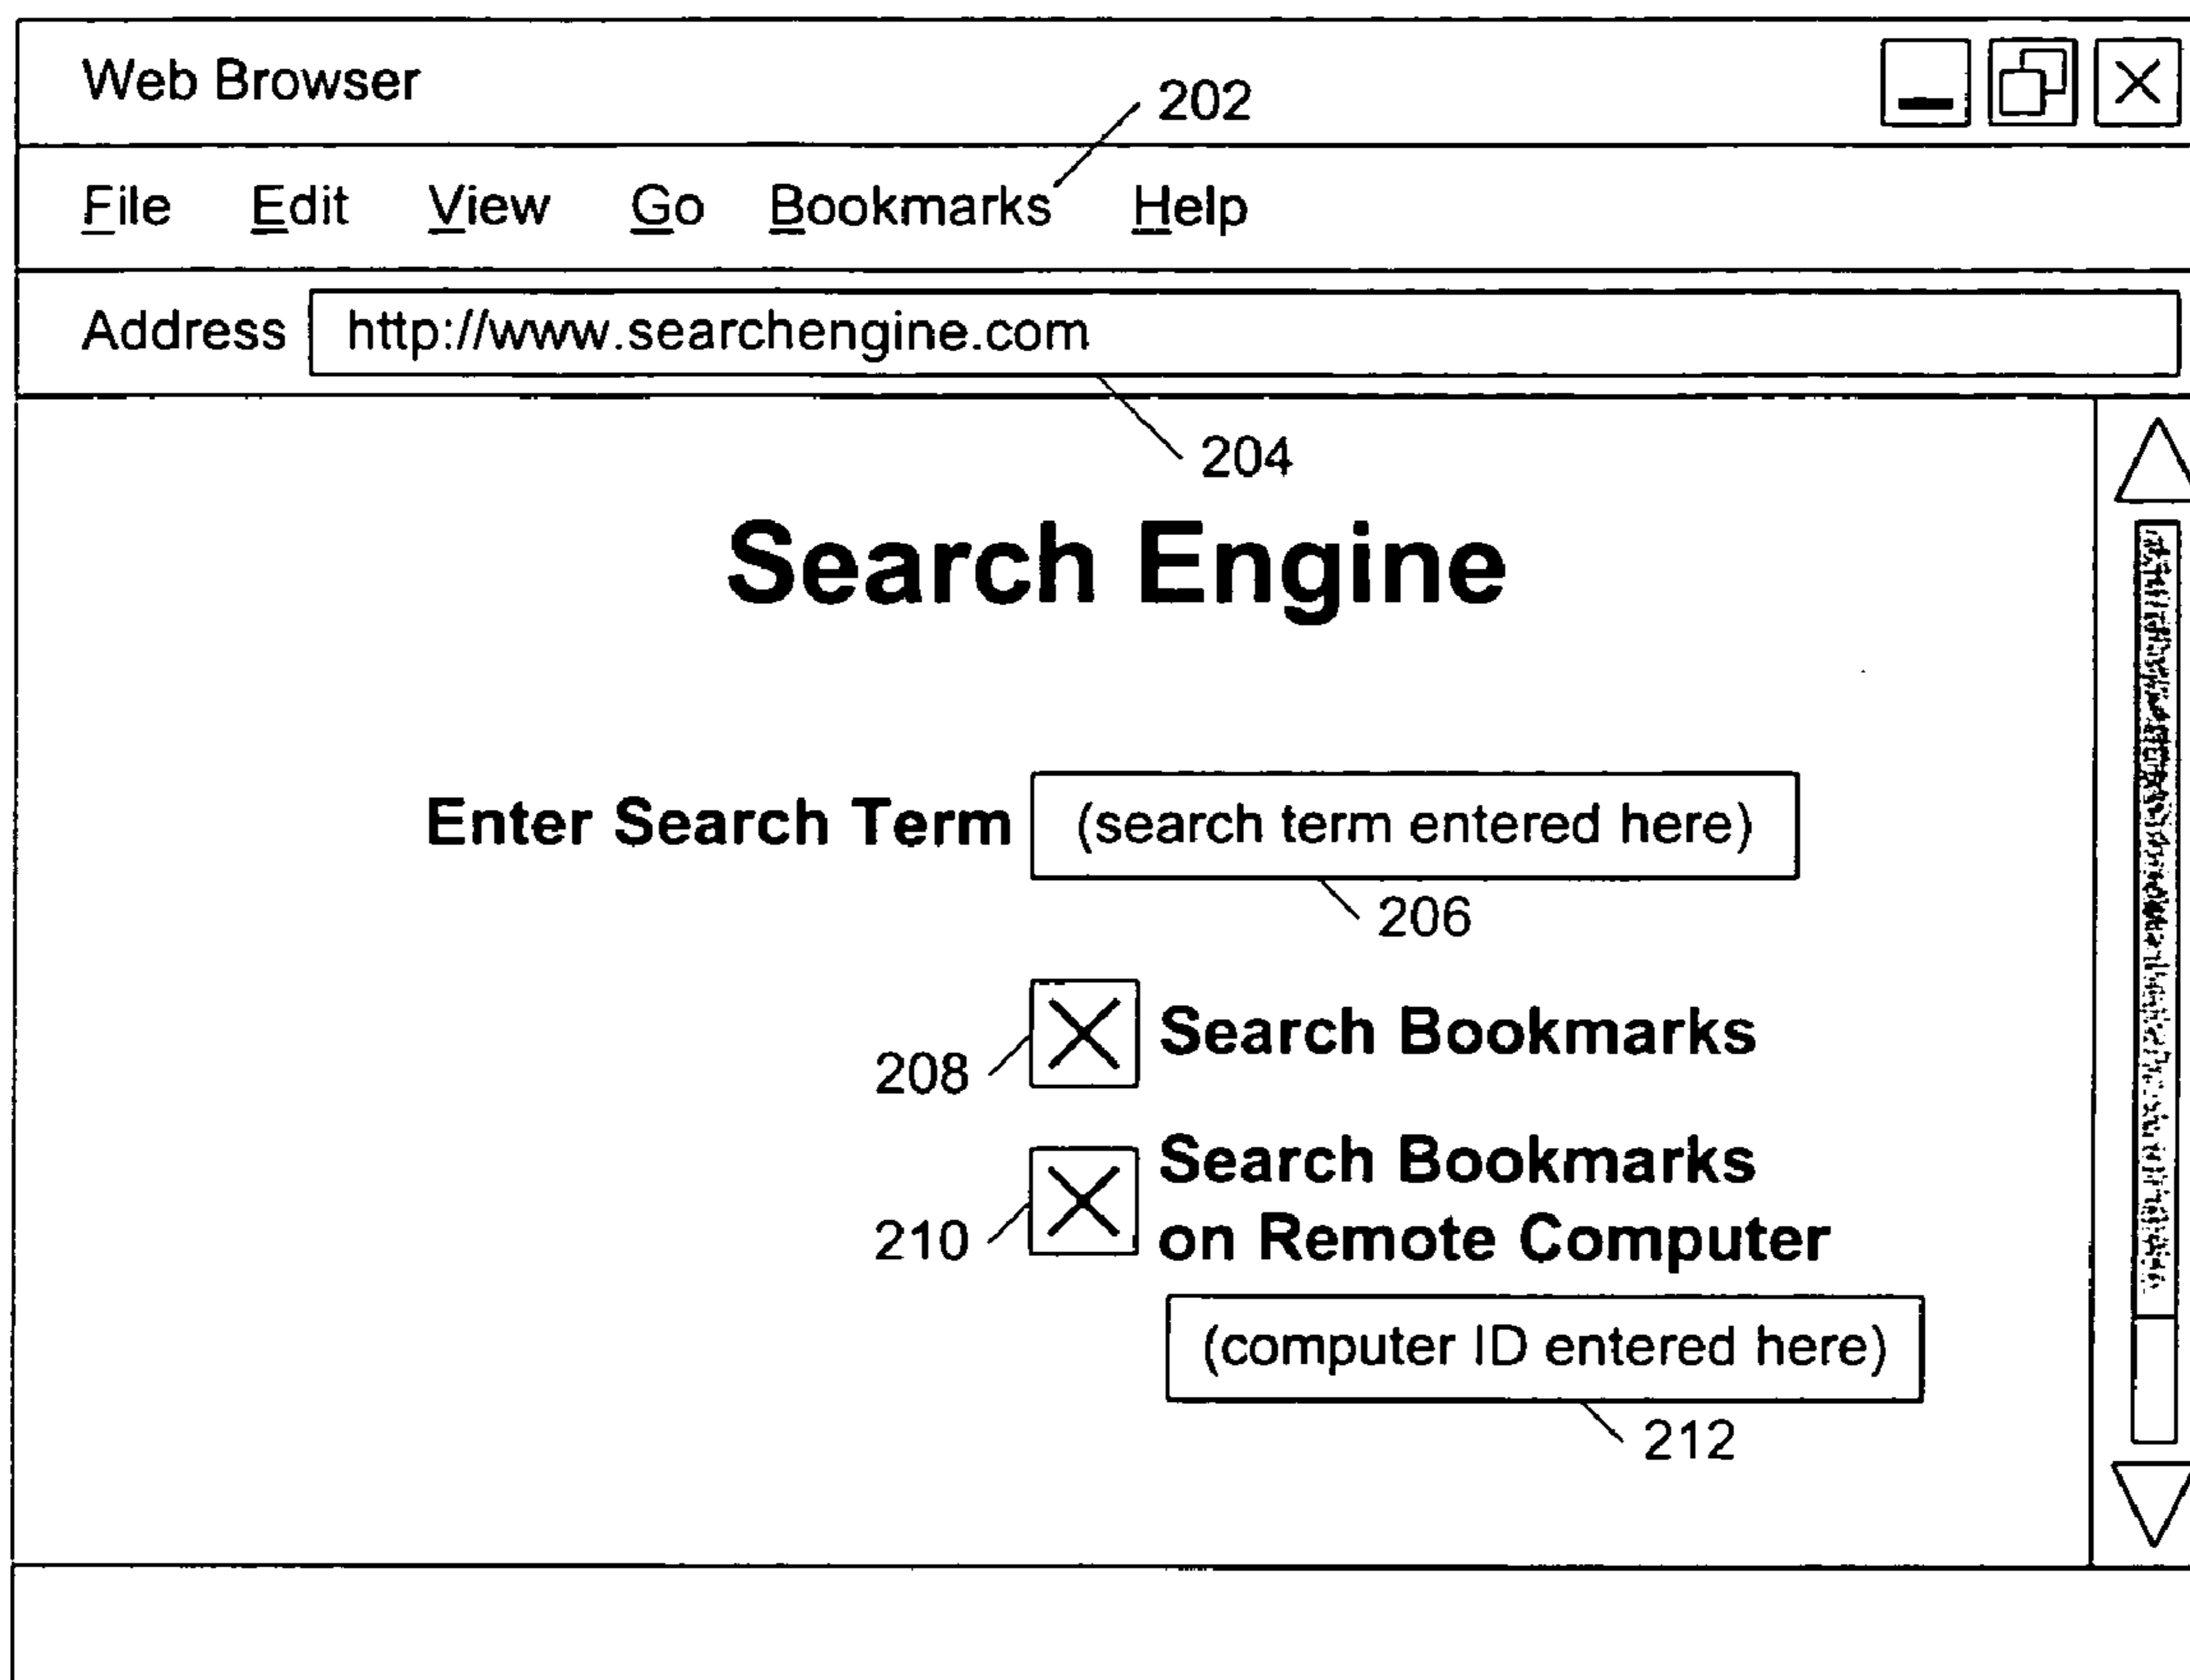 Web Browser
202
File Edit View Go Bookmarks Help
Address http://www.searchengine.com
204
Search Engine
Enter Search Term (search term entered here)
206
Search Bookmarks
208
Search Bookmarks
on Remote Computer
210
(computer ID entered here)
212